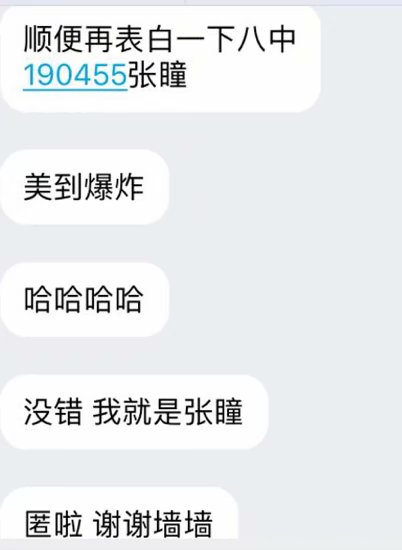 顺便再表白一下八中
190455张瞳
美到爆炸
哈哈哈哈
没错 我就是张瞳
匿啦 谢谢墙墙